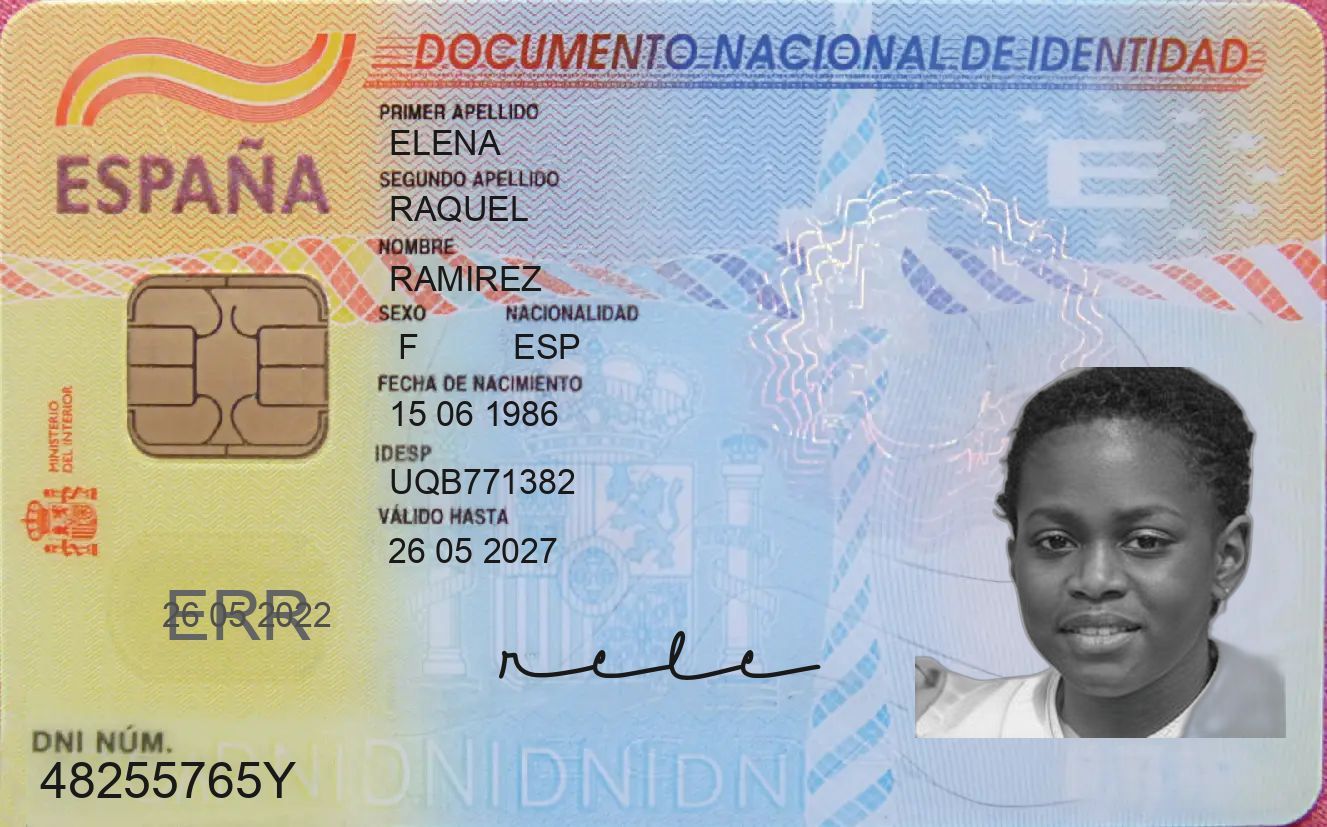 DOCUMENTO NACIONAL DE IDENTIDAD
ESPAÑA
PRIMER APELLIDO
ELENA
SEGUNDO APELLIDO
RAQUEL
NOMBRE
RAMIREZ
SEXO NACIONALIDAD
F ESP
FECHA DE NACIMIENTO
15 06 1986
IDESP
UQB771382
VÁLIDO HASTA
26 05 2027
MINISTERIO
DEL INTERIOR
E
ERR
26 05 2022
rele
DNI NÚM.
48255765Y
DNIDNIDNIDNI